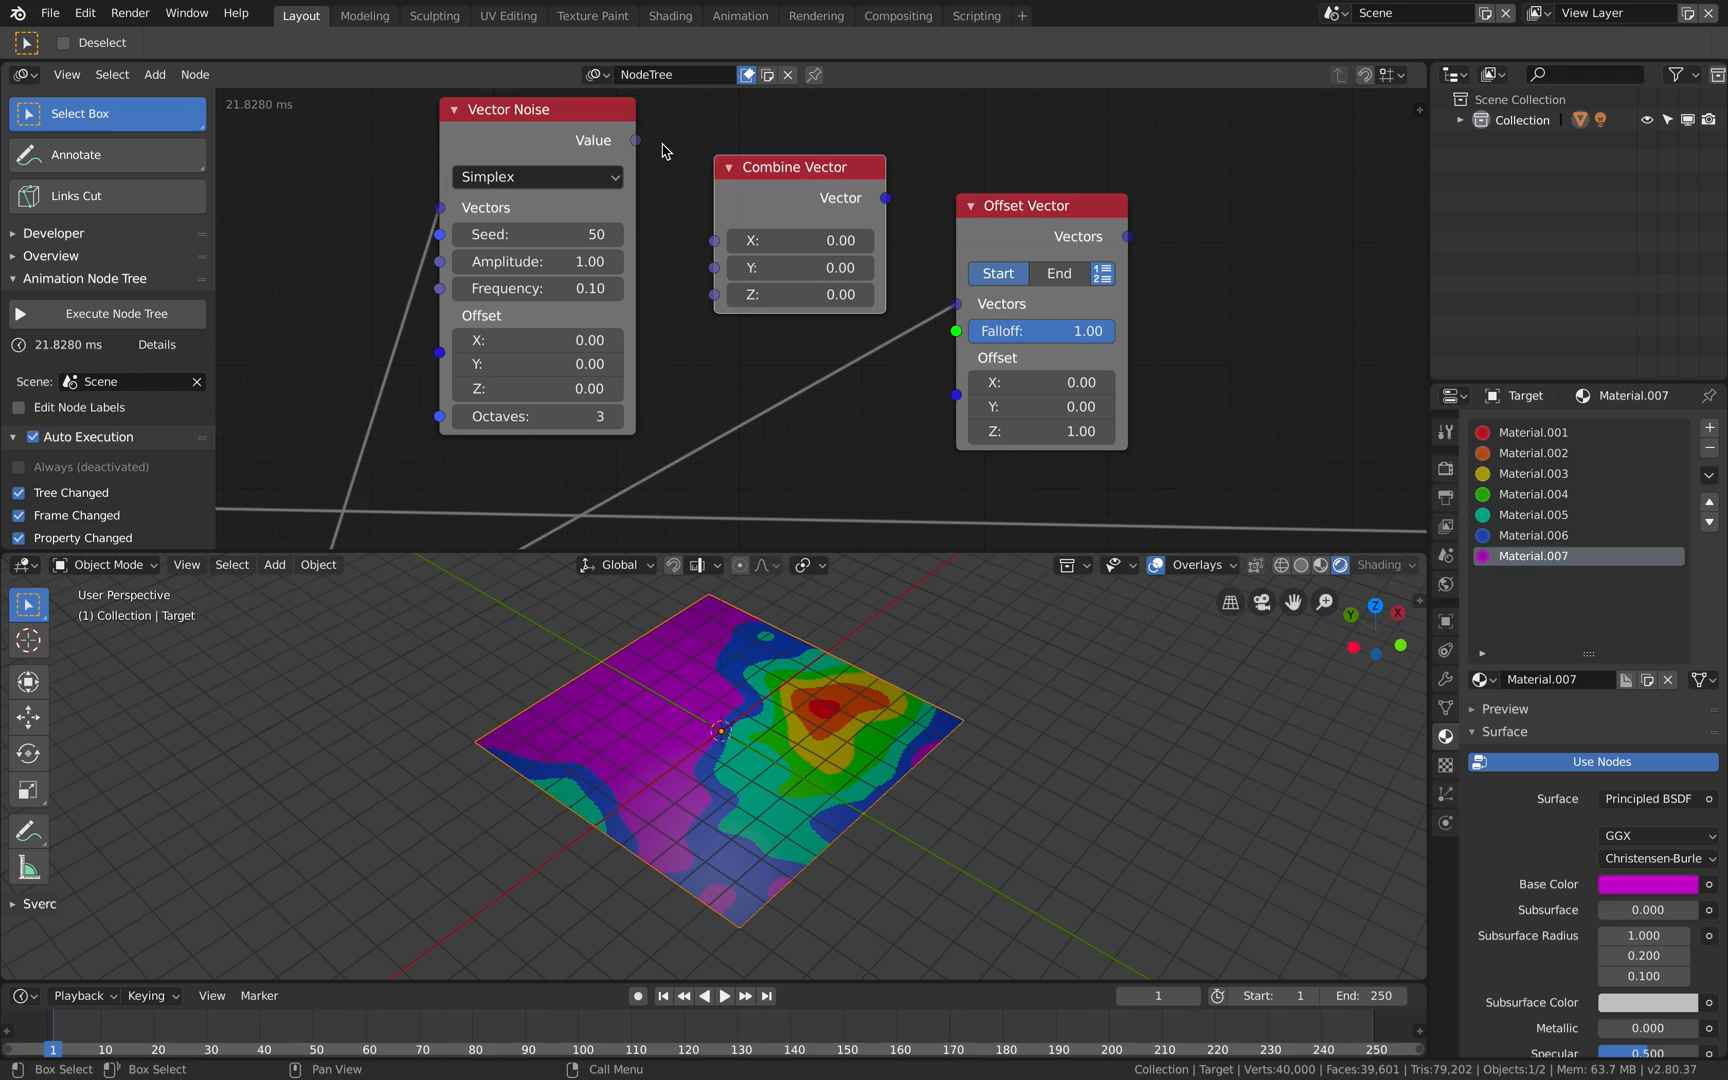 File Edit Render Window Help Layout Modeling Sculpting UV Editing Texture Paint Shading Animation Rendering Compositing Scripting + Scene View Layer
Deselect
View Select Add Node NodeTree
21.8280 ms
Select Box
Annotate
Links Cut
Developer
Overview
Animation Node Tree
Execute Node Tree
21.8280 ms Details
Scene: Scene
Edit Node Labels
Auto Execution
Always (deactivated)
Tree Changed
Frame Changed
Property Changed
Vector Noise
Value
Simplex
Vectors
Seed: 50
Amplitude: 1.00
Frequency: 0.10
Offset
X: 0.00
Y: 0.00
Z: 0.00
Octaves: 3
Combine Vector
Vector
X: 0.00
Y: 0.00
Z: 0.00
Offset Vector
Vectors
Start End
Vectors
Falloff: 1.00
Offset
X: 0.00
Y: 0.00
Z: 1.00
Scene Collection
Collection
Target Material.007
Material.001
Material.002
Material.003
Material.004
Material.005
Material.006
Material.007
Material.007
Preview
Surface
Use Nodes
Surface Principled BSDF
GGX
Christensen-Burle
Base Color
Subsurface 0.000
Subsurface Radius 1.000
0.200
0.100
Subsurface Color
Metallic 0.000
Specular 0.500
Object Mode View Select Add Object Global Overlays Shading
User Perspective
(1) Collection | Target
Z
Y
X
Sverc
Playback Keying View Marker 1 Start: 1 End: 250
1 10 20 30 40 50 60 70 80 90 100 110 120 130 140 150 160 170 180 190 200 210 220 230 240 250
Box Select Box Select Pan View Call Menu Collection | Target | Verts:40,000 | Faces:39,601 | Tris:79,202 | Objects:1/2 | Mem: 63.7 MB | v2.80.37